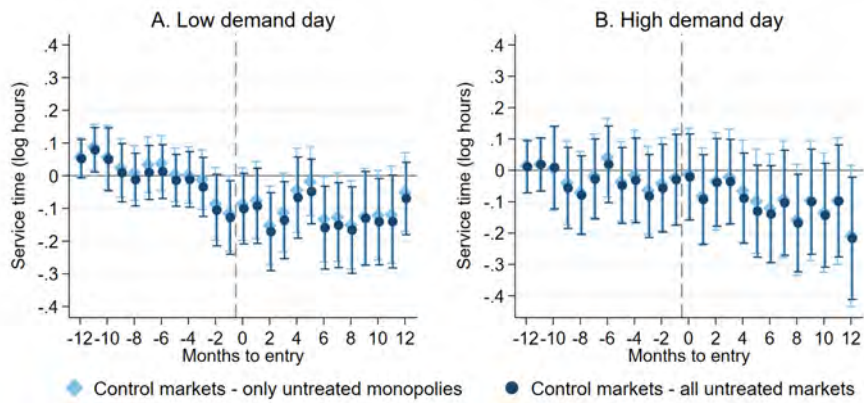 A. Low demand day
B. High demand day
Service time (log hours)
.4
.3
.2
.1
0
-.1
-.2
-.3
-.4
-12 -10 -8 -6 -4 -2 0 2 4 6 8 10 12
Months to entry
Service time (log hours)
.4
.3
.2
.1
0
-.1
-.2
-.3
-.4
-12 -10 -8 -6 -4 -2 0 2 4 6 8 10 12
Months to entry
Control markets - only untreated monopolies
Control markets - all untreated markets